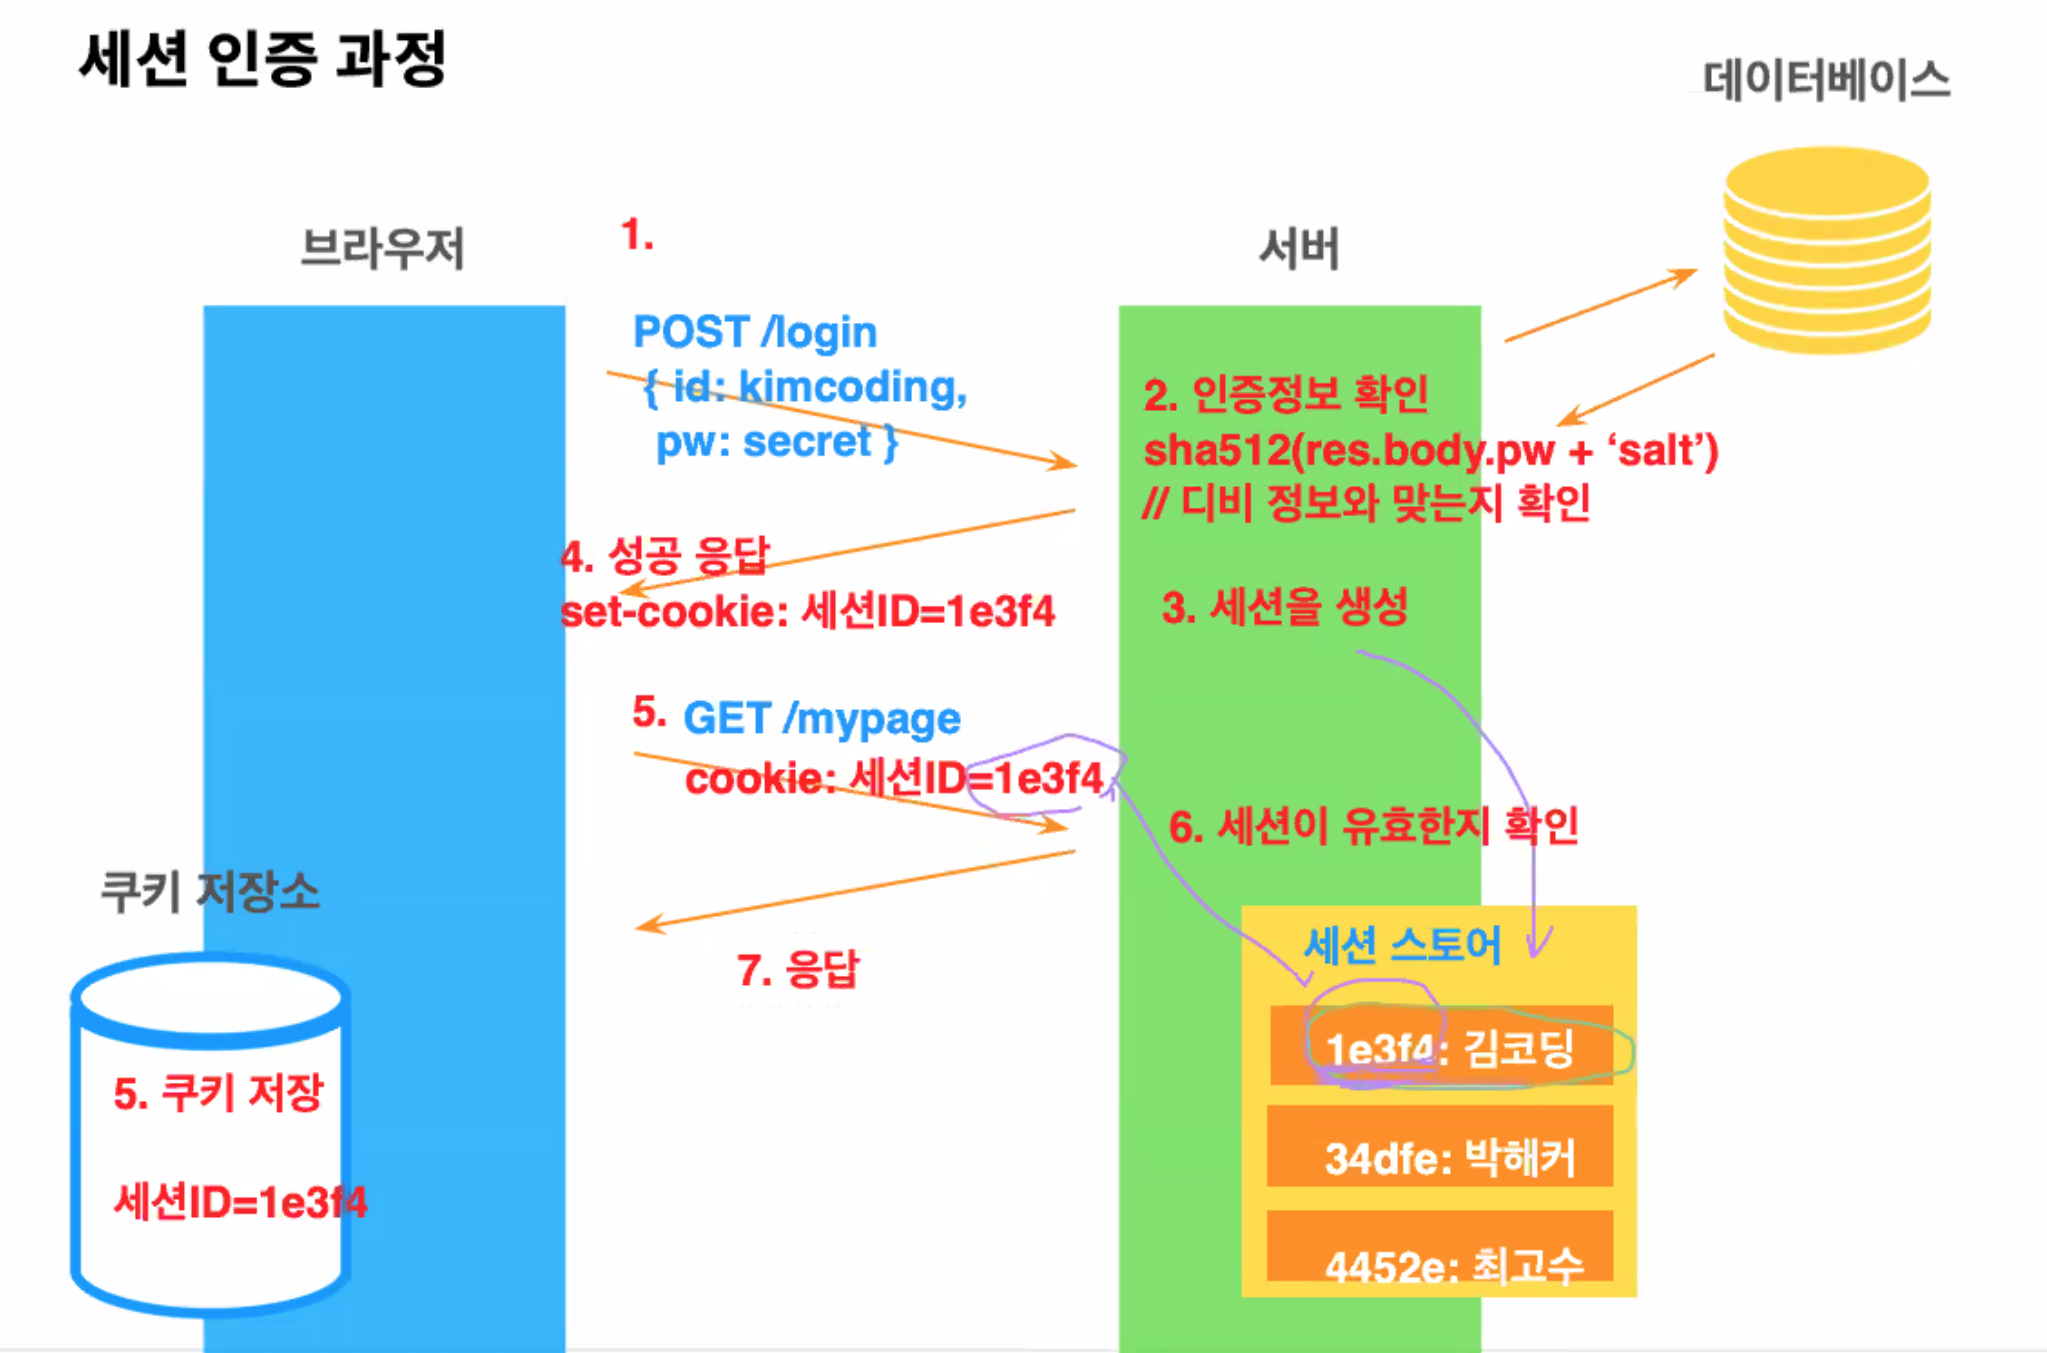 세션 인증 과정
데이터베이스
브라우저
1.
서버
POST /login
{ id: kimcoding,
pw: secret }
2. 인증정보 확인
sha512(res.body.pw + ‘salt’)
// 디비 정보와 맞는지 확인
3. 세션을 생성
4. 성공 응답
set-cookie: 세션ID=1e3f4
5. GET /mypage
cookie: 세션ID=1e3f4
6. 세션이 유효한지 확인
7. 응답
쿠키 저장소
5. 쿠키 저장
세션ID=1e3f4
세션 스토어
1e3f4: 김코딩
34dfe: 박해커
4452e: 최고수